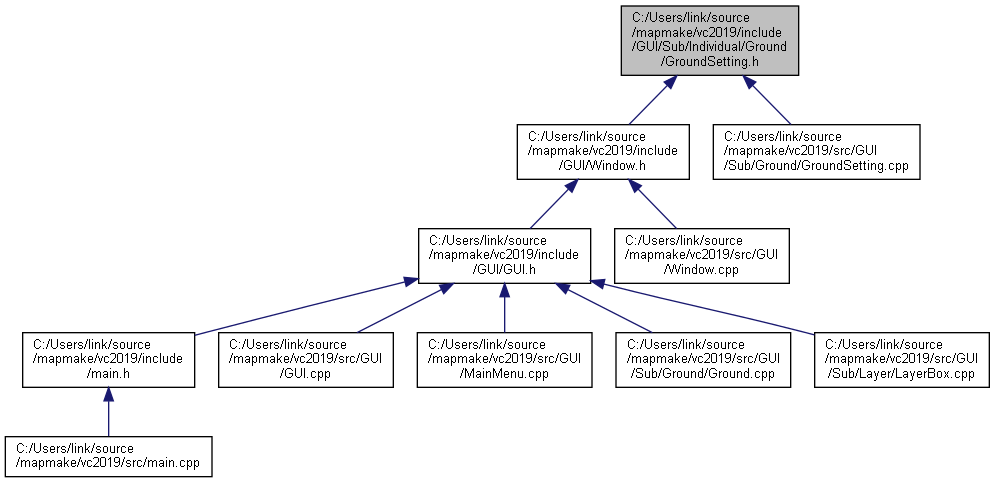 C:/Users/link/source
/mapmake/vc2019/include
/GUI/Sub/Individual/Ground
/GroundSetting.h
C:/Users/link/source
/mapmake/vc2019/include
/GUI/Window.h
C:/Users/link/source
/mapmake/vc2019/src/GUI
/Sub/Ground/GroundSetting.cpp
C:/Users/link/source
/mapmake/vc2019/include
/GUI/GUI.h
C:/Users/link/source
/mapmake/vc2019/src/GUI
/Window.cpp
C:/Users/link/source
/mapmake/vc2019/include
/main.h
C:/Users/link/source
/mapmake/vc2019/src/GUI
/GUI.cpp
C:/Users/link/source
/mapmake/vc2019/src/GUI
/MainMenu.cpp
C:/Users/link/source
/mapmake/vc2019/src/GUI
/Sub/Ground/Ground.cpp
C:/Users/link/source
/mapmake/vc2019/src/GUI
/Sub/Layer/LayerBox.cpp
C:/Users/link/source
/mapmake/vc2019/src/main.cpp